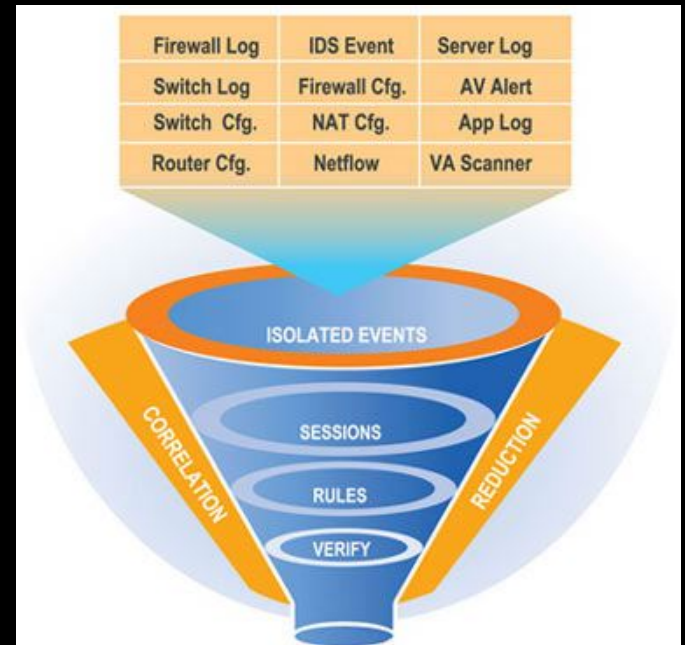 Firewall Log IDS Event Server Log
Switch Log Firewall Cfg. AV Alert
Switch Cfg. NAT Cfg. App Log
Router Cfg. Netflow VA Scanner
ISOLATED EVENTS
CORRELATION
REDUCTION
SESSIONS
RULES
VERIFY